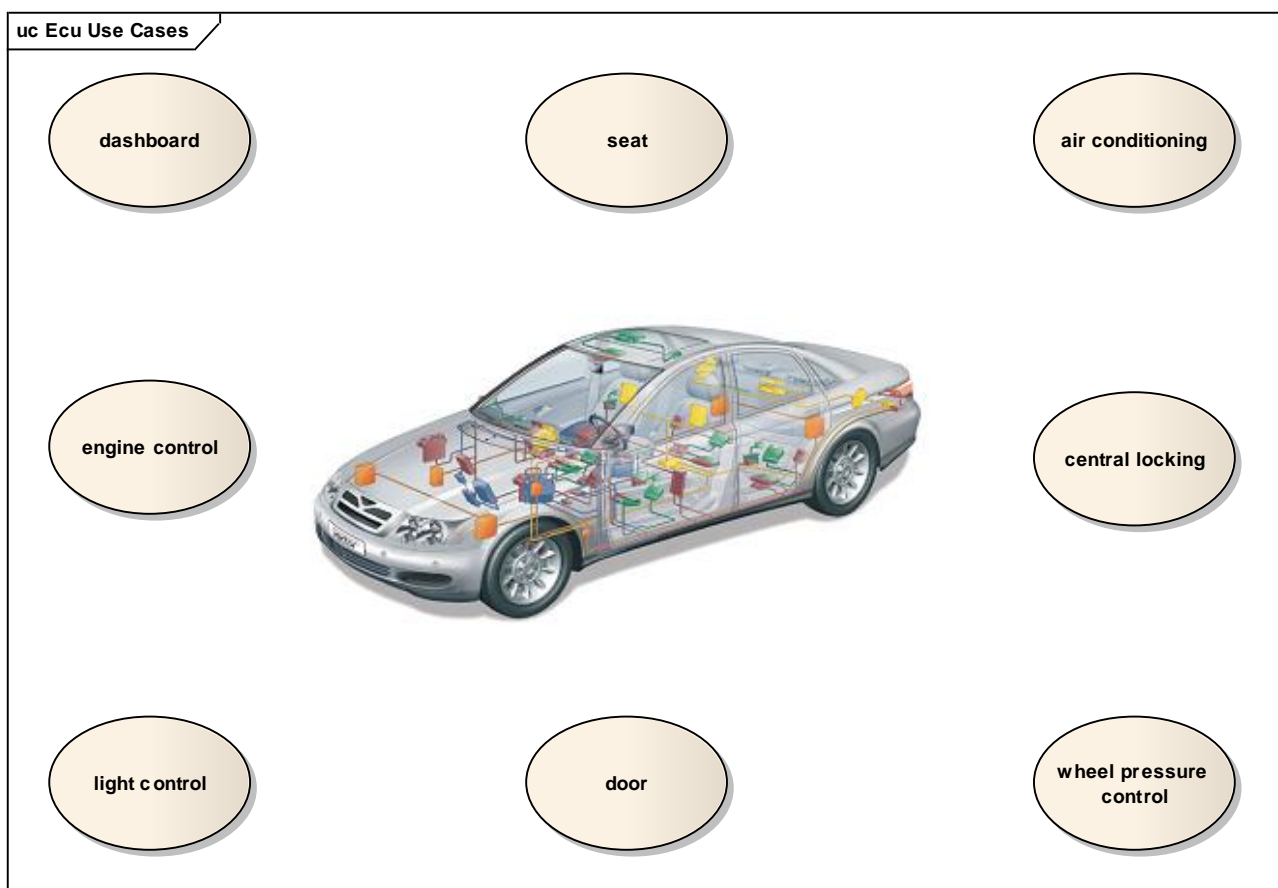 uc Ecu Use Cases
dashboard
seat
air conditioning
engine control
central locking
light control
door
wheel pressure
control